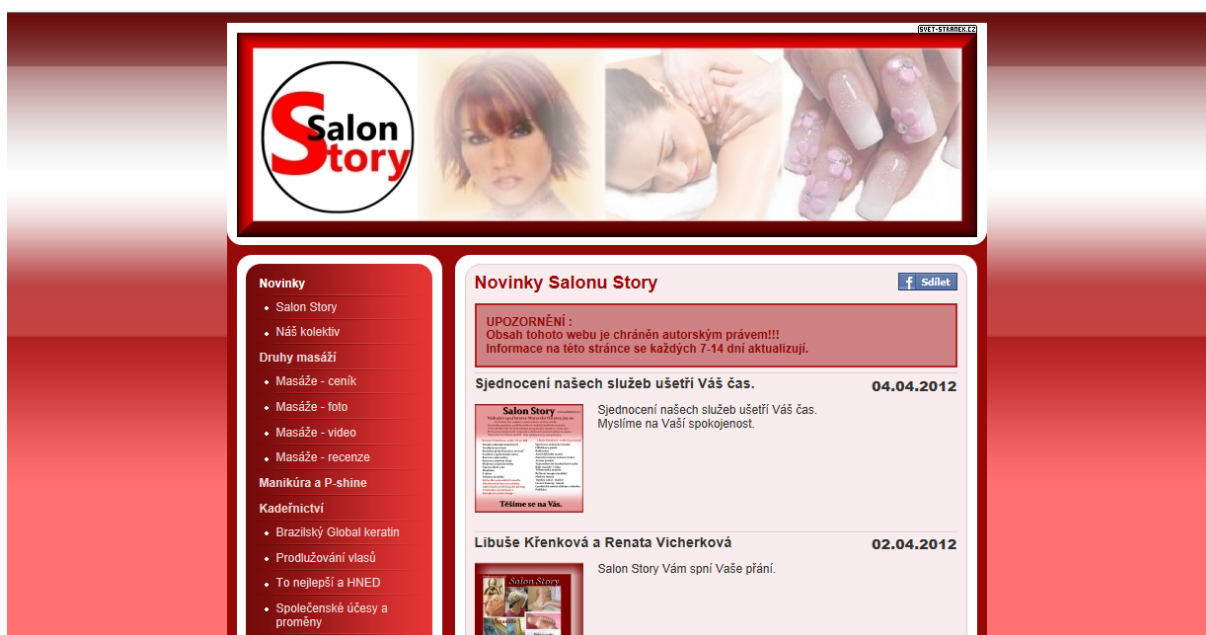 SVET-STRANEK.CZ
Salon
Story
Novinky
Salon Story
Náš kolektiv
Druhy masáží
Masáže - ceník
Masáže - foto
Masáže - video
Masáže - recenze
Manikúra a P-shine
Kadeřnictví
Brazilský Global keratin
Prodlužování vlasů
To nejlepší a HNED
Společenské účesy a
proměny
Novinky Salonu Story
Sdílet
UPOZORNĚNÍ :
Obsah tohoto webu je chráněn autorským právem!!!
Informace na této stránce se každých 7-14 dní aktualizují.
Sjednocení našech služeb ušetří Váš čas.
04.04.2012
Salon Story
Těšíme se na Vás.
Sjednocení našech služeb ušetří Váš čas.
Myslíme na Vaší spokojenost.
Libuše Křenková a Renata Vicherková
02.04.2012
Salon Story
Salon Story Vám spní Vaše přání.